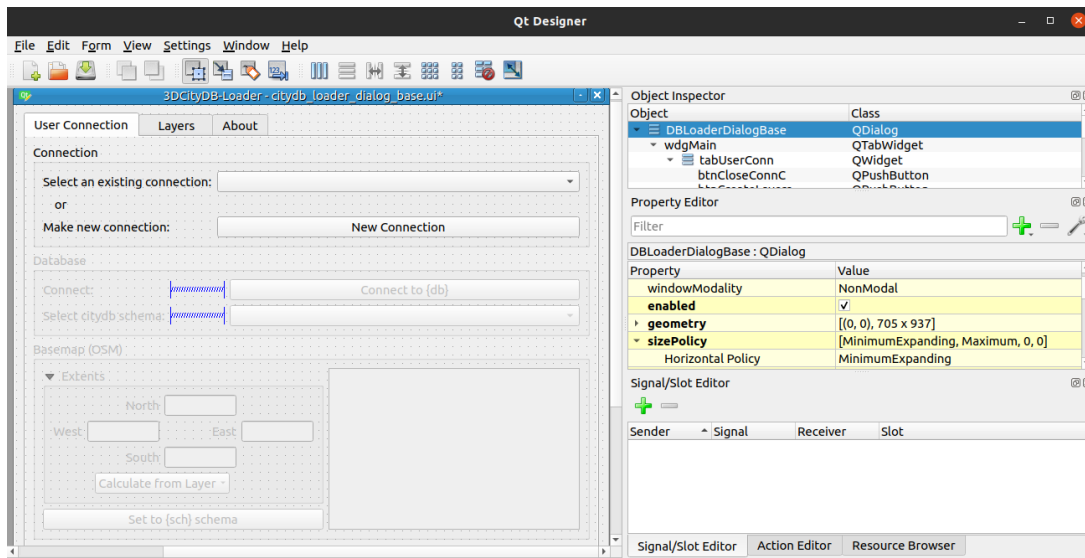 Qt Designer
File Edit Form View Settings Window Help
3DCityDB-Loader - citydb_loader_dialog_base.ui*
User Connection Layers About
Connection
Select an existing connection:
or
Make new connection: New Connection
Database
Connect: Connect to {db}
Select citydb schema:
Basemap (OSM)
Extents
North
West East
South
Calculate from Layer
Set to {sch} schema
Object Inspector
Object Class
DBLoaderDialogBase QDialog
wdgMain QTabWidget
tabUserConn QWidget
btnCloseConnC QPushButton
btnCreateLayers QPushButton
Property Editor
Filter
DBLoaderDialogBase : QDialog
Property Value
windowModality NonModal
enabled
geometry [(0, 0), 705 x 937]
sizePolicy [MinimumExpanding, Maximum, 0, 0]
Horizontal Policy MinimumExpanding
Signal/Slot Editor
Sender Signal Receiver Slot
Signal/Slot Editor Action Editor Resource Browser